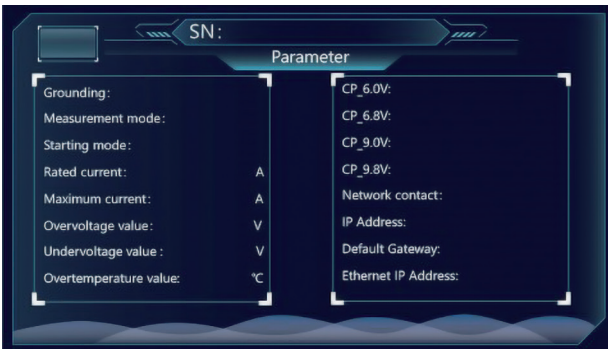 SN:
Parameter
Grounding:
Measurement mode:
Starting mode:
Rated current: A
Maximum current: A
Overvoltage value: V
Undervoltage value : V
Overtemperature value: ℃
CP_6.0V:
CP_6.8V:
CP_9.0V:
CP_9.8V:
Network contact:
IP Address:
Default Gateway:
Ethernet IP Address: